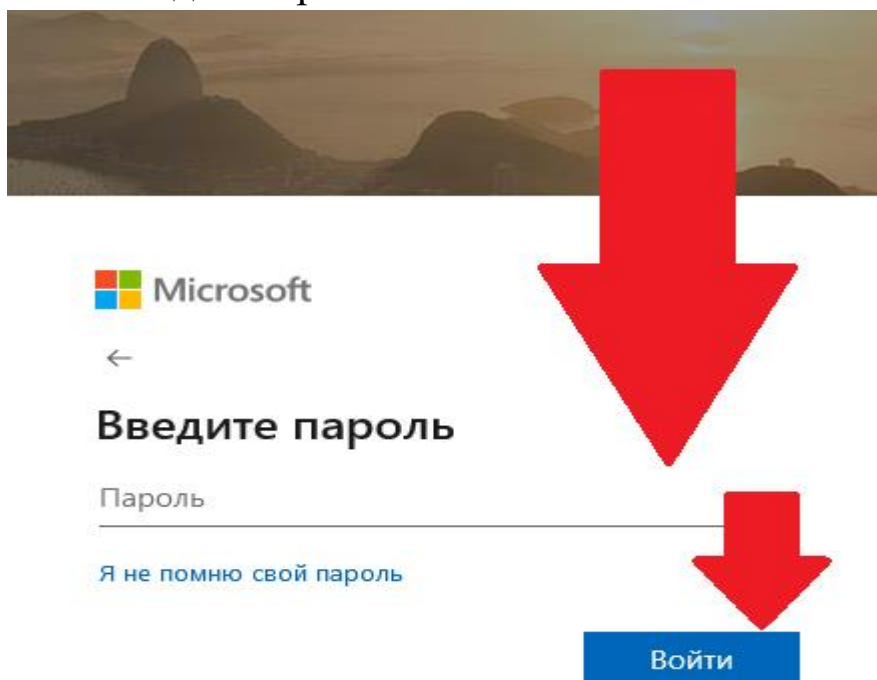 Microsoft
Введите пароль
Пароль
Я не помню свой пароль
Войти